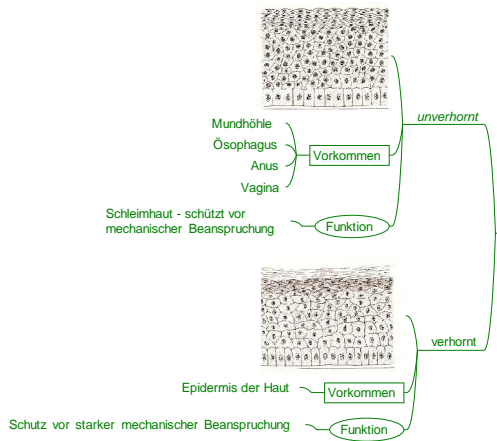 unverhornt
Mundhöhle
Ösophagus
Anus
Vagina
Vorkommen
Schleimhaut - schützt vor
mechanischer Beanspruchung
Funktion
verhornt
Epidermis der Haut
Vorkommen
Schutz vor starker mechanischer Beanspruchung
Funktion